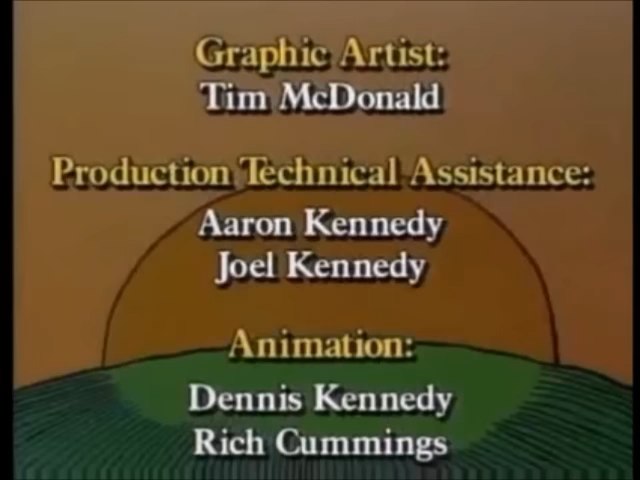 Graphic Artist:
Tim McDonald
Production Technical Assistance:
Aaron Kennedy
Joel Kennedy
Animation:
Dennis Kennedy
Rich Cummings